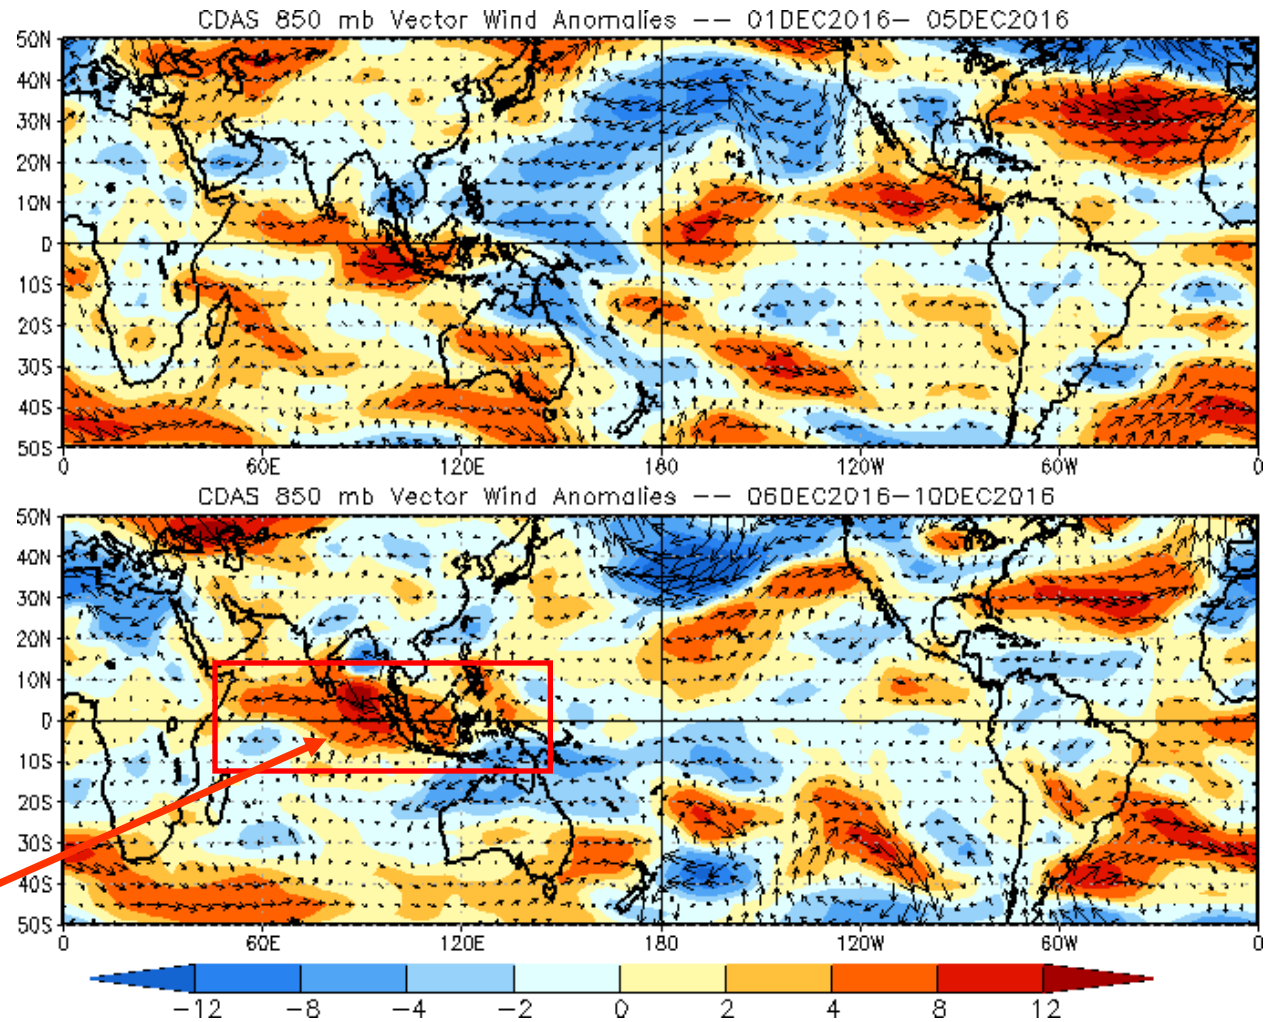 CDAS 850 mb Vector Wind Anomalies -- 01DEC2016- 05DEC2016
50N
40N
30N
20N
10N
0
10S
20S
30S
40S
50S
0 60E 120E 180 120W 60W 0
CDAS 850 mb Vector Wind Anomalies -- 06DEC2016-10DEC2016
50N
40N
30N
20N
10N
0
10S
20S
30S
40S
50S
0 60E 120E 180 120W 60W 0
-12 -8 -4 -2 0 2 4 8 12